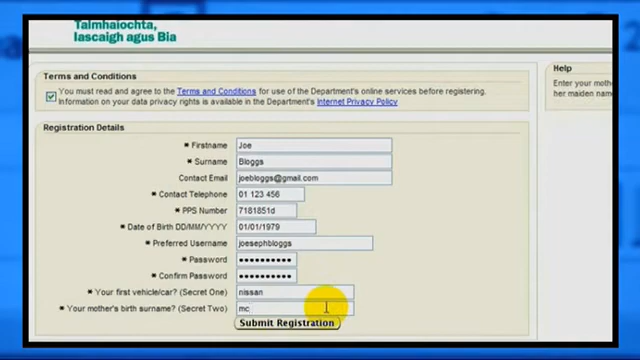 Talmhaíochta,
Iascaigh agus Bia
Terms and Conditions
You must read and agree to the Terms and Conditions for use of the Department's online services before registering.
Information on your data privacy rights is available in the Department's Internet Privacy Policy
Help
Enter your moth
her maiden name
Registration Details
* Firstname Joe
* Surname Bloggs
Contact Email joebloggs@gmail.com
* Contact Telephone 01 123 456
* PPS Number 7181851d
* Date of Birth DD/MM/YYYY 01/01/1979
* Preferred Username joesephbloggs
* Password ●●●●●●●●●●
* Confirm Password ●●●●●●●●●●
* Your first vehicle/car? (Secret One) nissan
* Your mother's birth surname? (Secret Two) mc
Submit Registration